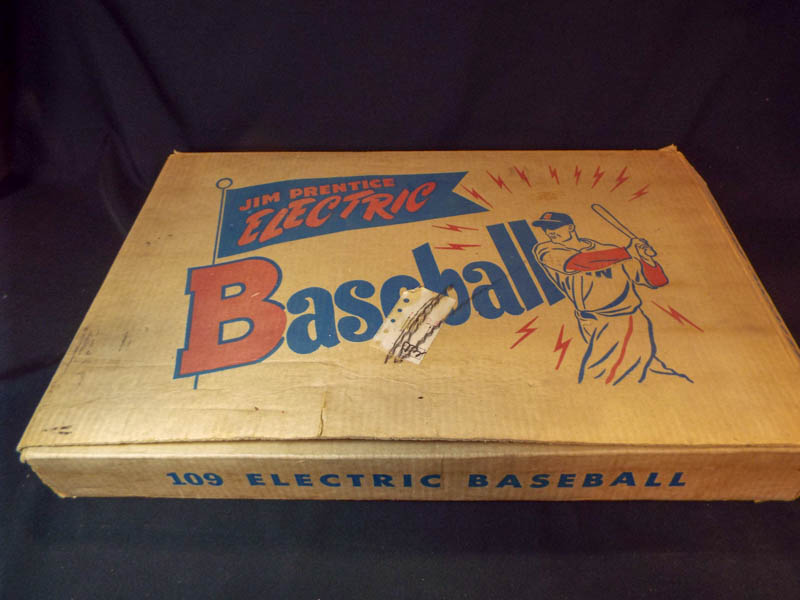 JIM PRENTICE
ELECTRIC
Baseball
109 ELECTRIC BASEBALL